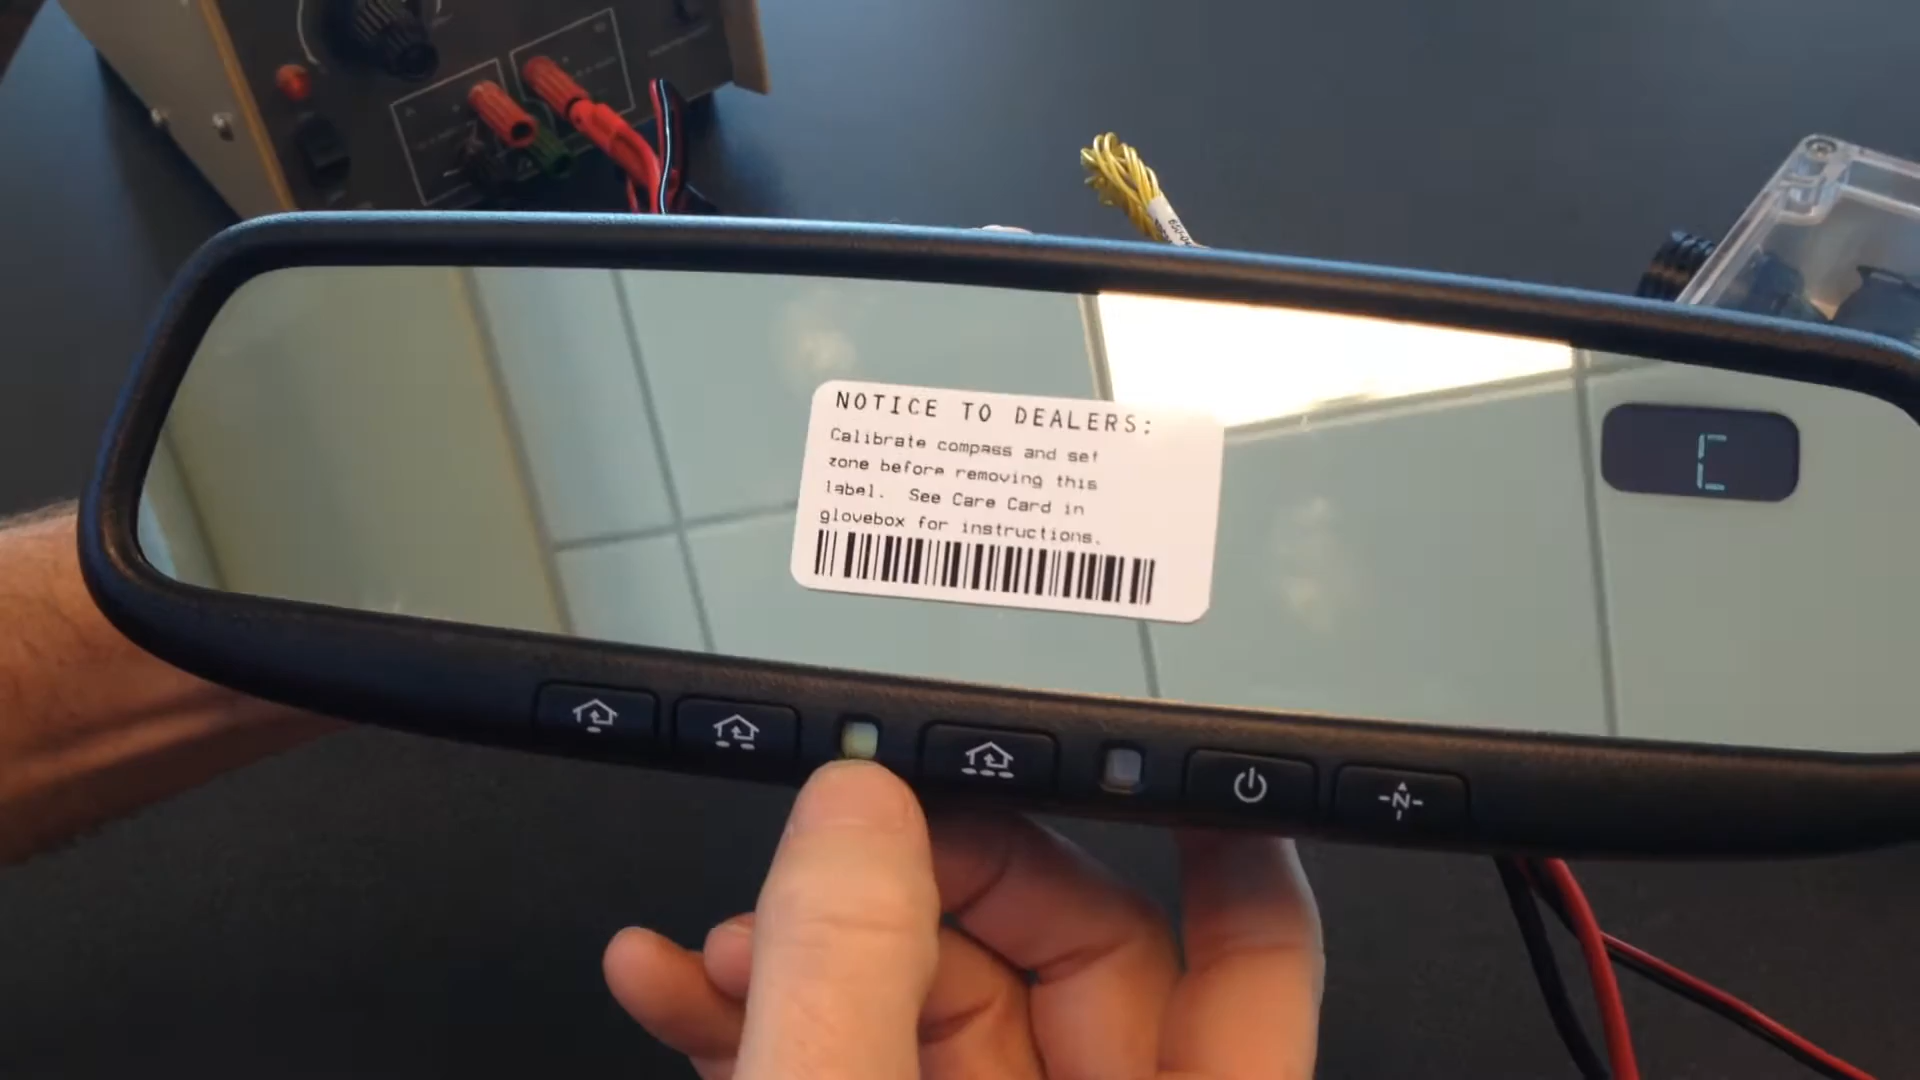 NOTICE TO DEALERS:
Calibrate compass and set
zone before removing this
label. See Care Card in
glovebox for instructions.
C
N